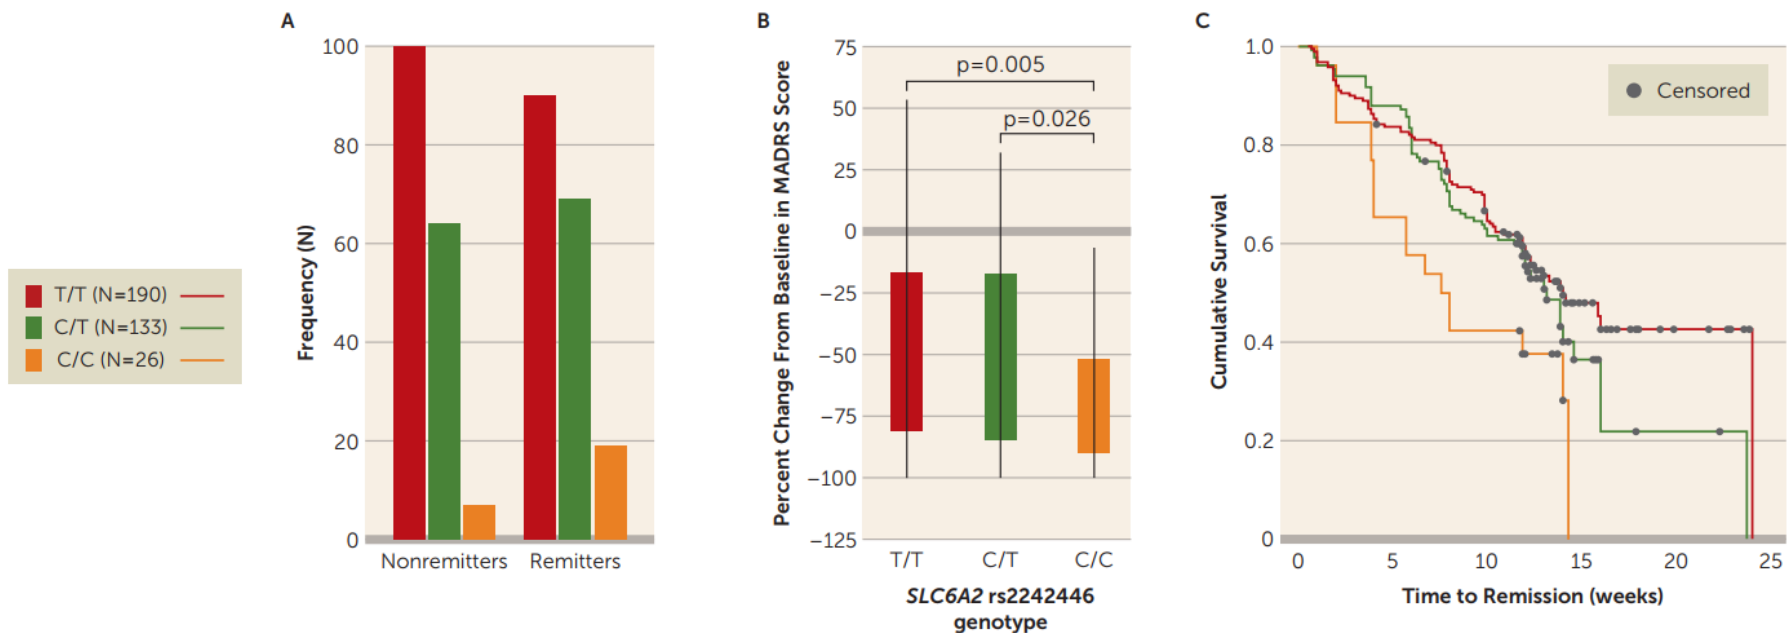 T/T (N=190)
C/T (N=133)
C/C (N=26)
A
Frequency (N)
100
80
60
40
20
0
Nonremitters
Remitters
B
Percent Change From Baseline in MADRS Score
75
50
25
0
−25
−50
−75
−100
−125
p=0.005
p=0.026
T/T
C/T
C/C
SLC6A2 rs2242446
genotype
C
Cumulative Survival
1.0
0.8
0.6
0.4
0.2
0
Censored
0
5
10
15
20
25
Time to Remission (weeks)